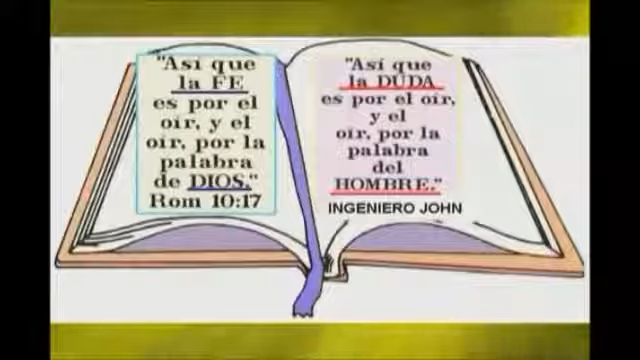 "Así que
la FE
es por el
oír, y el
oír, por la
palabra
de DIOS."
Rom 10:17
"Así que
la DUDA
es por el oír,
y el
oír, por la
palabra
del
HOMBRE."
INGENIERO JOHN